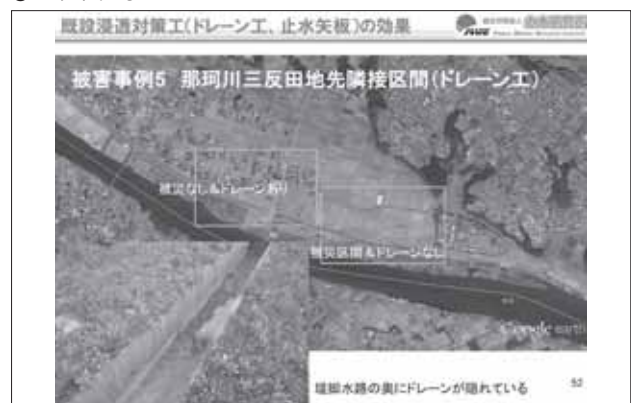 既設浸透対策工(ドレーン工、止水矢板)の効果
被害事例5 那珂川三反田地先隣接区間(ドレーン工)
被災なし&ドレーン有り
被災区間&ドレーンなし
Google earth
堤脚水路の奥にドレーンが隠れている
52